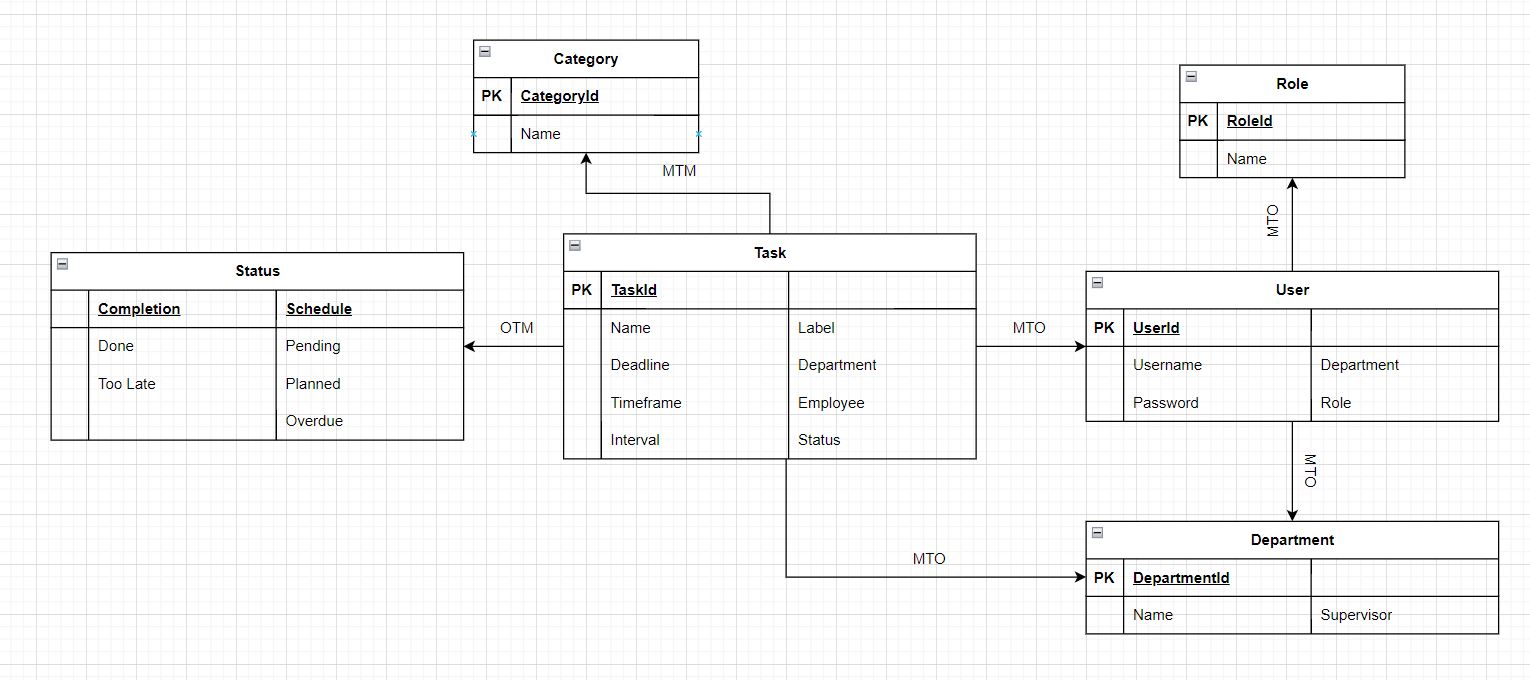 Category
PK CategoryId
Name
MTM
Role
PK RoleId
Name
MTO
Status
Completion Schedule
Done Pending
Too Late Planned
Overdue
OTM
Task
PK TaskId
Name Label
Deadline Department
Timeframe Employee
Interval Status
MTO
User
PK UserId
Username Department
Password Role
MTO
MTO
Department
PK DepartmentId
Name Supervisor